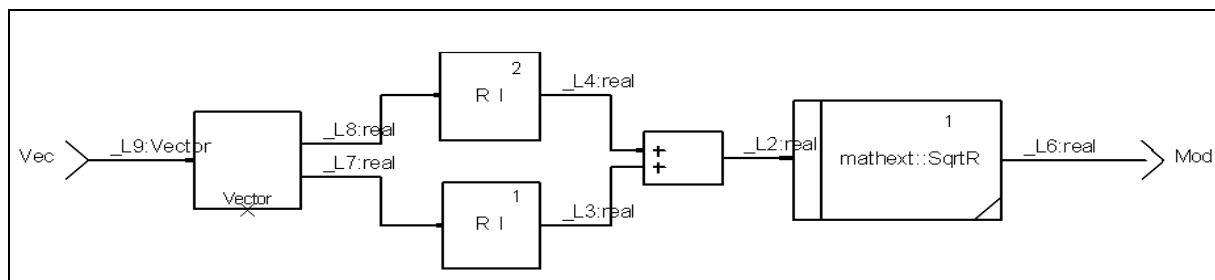 2
_L4:real
R I
1
_L8:real
_L9:Vector
Vec
_L7:real
+
+
_L2:real
mathext::SqrtR
_L6:real
Mod
Vector
1
_L3:real
R I